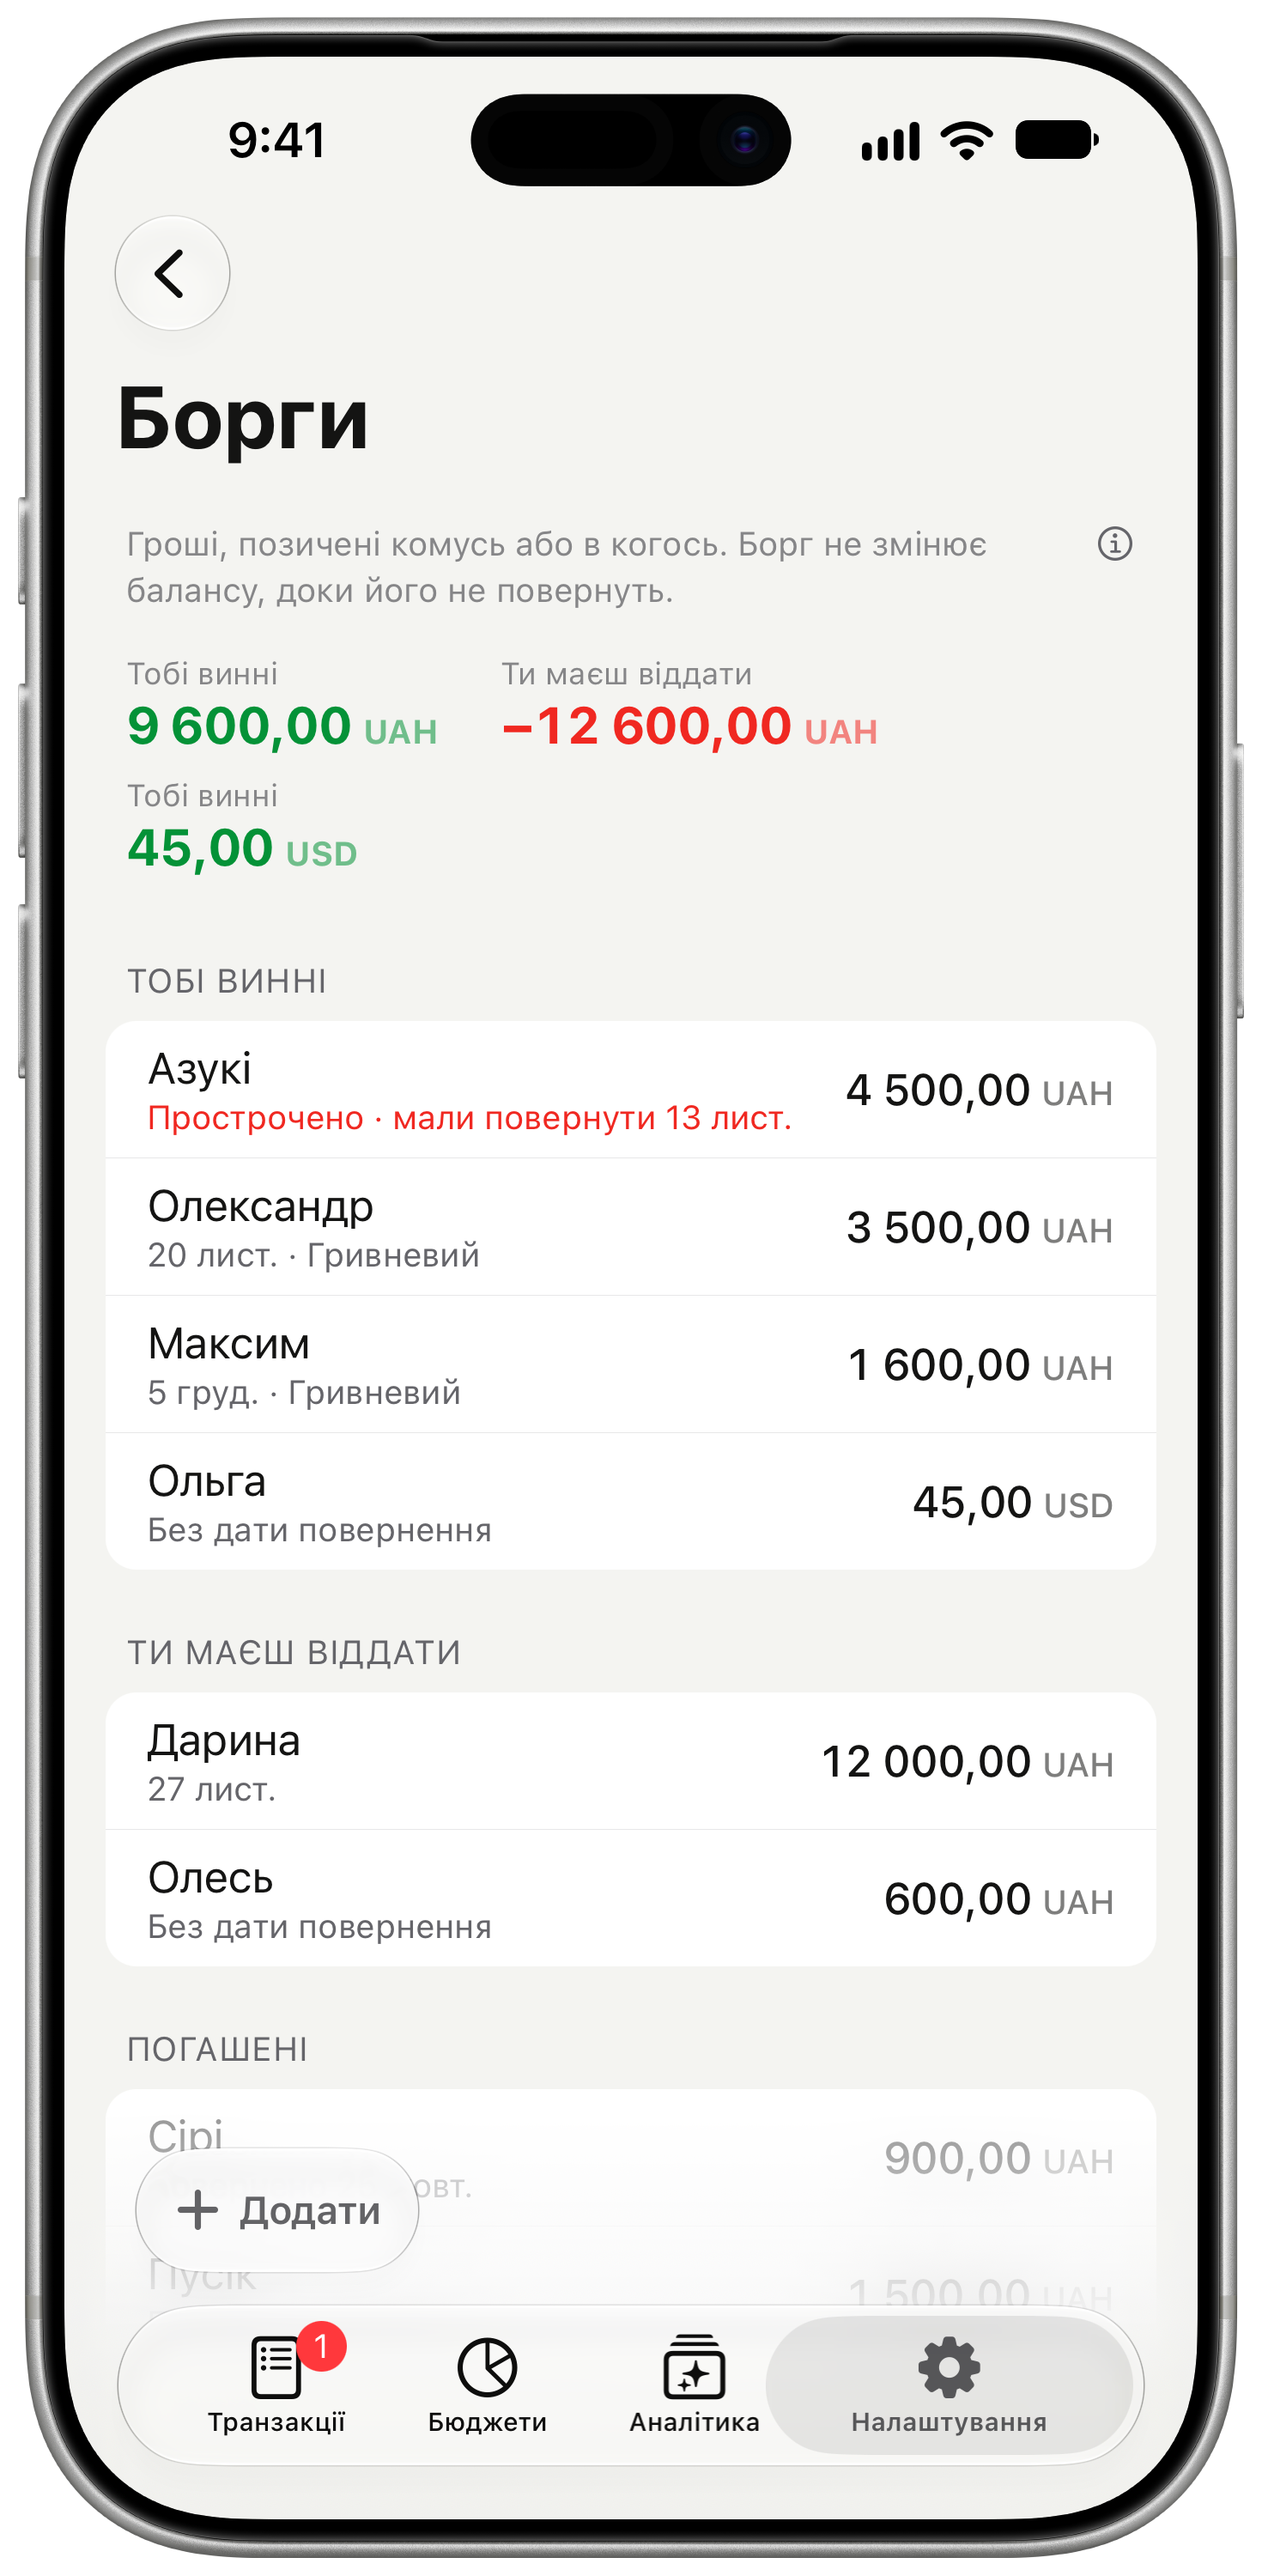 9:41
Борги
Гроші, позичені комусь або в когось. Борг не змінює
балансу, доки його не повернуть.
Тобі винні
9 600,00 UAH
Ти маєш віддати
–12 600,00 UAH
Тобі винні
45,00 USD
ТОБІ ВИННІ
Азукі
Прострочено · мали повернути 13 лист.
4 500,00 UAH
Олександр
20 лист. · Гривневий
3 500,00 UAH
Максим
5 груд. · Гривневий
1 600,00 UAH
Ольга
Без дати повернення
45,00 USD
ТИ МАЄШ ВІДДАТИ
Дарина
27 лист.
12 000,00 UAH
Олесь
Без дати повернення
600,00 UAH
ПОГАШЕНІ
Сірі
900,00 UAH
Додати
Пусік
1 500,00 UAH
1
Транзакції
Бюджети
Аналітика
Налаштування